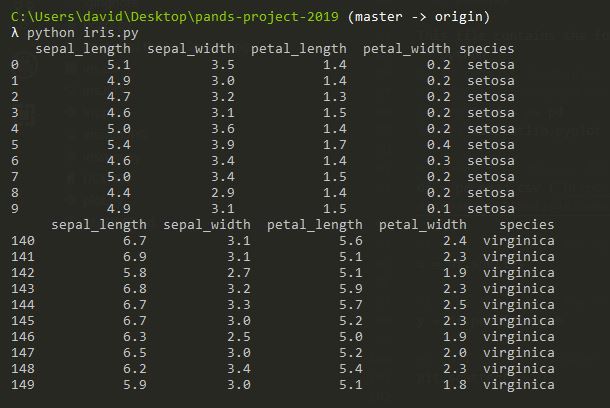 C:\Users\david\Desktop\pands-project-2019 (master -> origin)
λ python iris.py
   sepal_length  sepal_width  petal_length  petal_width species
0           5.1          3.5           1.4          0.2  setosa
1           4.9          3.0           1.4          0.2  setosa
2           4.7          3.2           1.3          0.2  setosa
3           4.6          3.1           1.5          0.2  setosa
4           5.0          3.6           1.4          0.2  setosa
5           5.4          3.9           1.7          0.4  setosa
6           4.6          3.4           1.4          0.3  setosa
7           5.0          3.4           1.5          0.2  setosa
8           4.4          2.9           1.4          0.2  setosa
9           4.9          3.1           1.5          0.1  setosa
     sepal_length  sepal_width  petal_length  petal_width    species
140           6.7          3.1           5.6          2.4  virginica
141           6.9          3.1           5.1          2.3  virginica
142           5.8          2.7           5.1          1.9  virginica
143           6.8          3.2           5.9          2.3  virginica
144           6.7          3.3           5.7          2.5  virginica
145           6.7          3.0           5.2          2.3  virginica
146           6.3          2.5           5.0          1.9  virginica
147           6.5          3.0           5.2          2.0  virginica
148           6.2          3.4           5.4          2.3  virginica
149           5.9          3.0           5.1          1.8  virginica